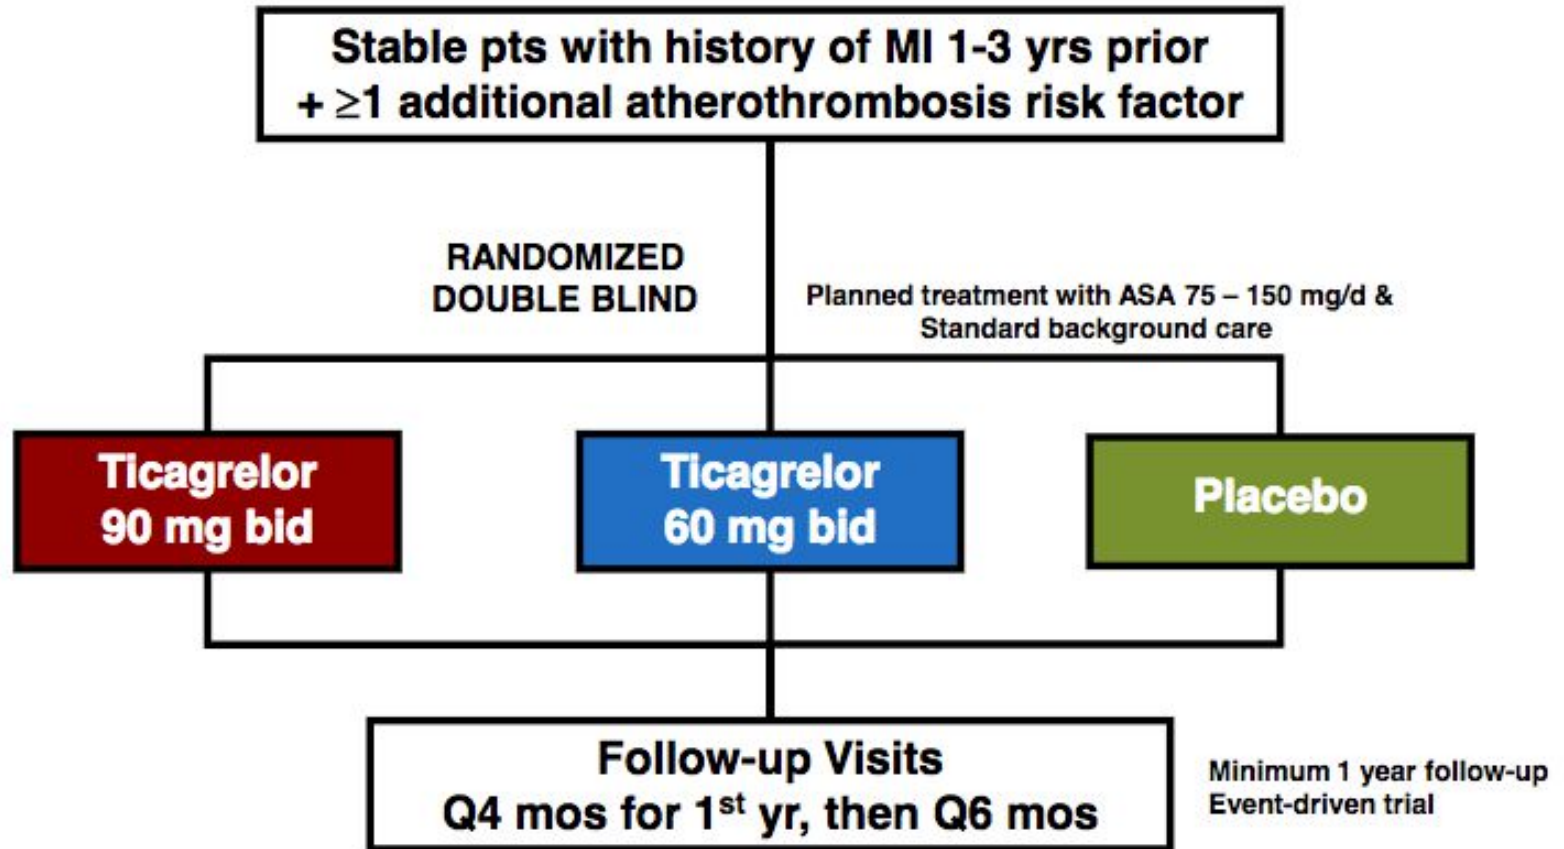 Stable pts with history of MI 1-3 yrs prior
+ ≥1 additional atherothrombosis risk factor
RANDOMIZED
DOUBLE BLIND
Planned treatment with ASA 75 – 150 mg/d &
Standard background care
Ticagrelor
90 mg bid
Ticagrelor
60 mg bid
Placebo
Follow-up Visits
Q4 mos for 1st yr, then Q6 mos
Minimum 1 year follow-up
Event-driven trial